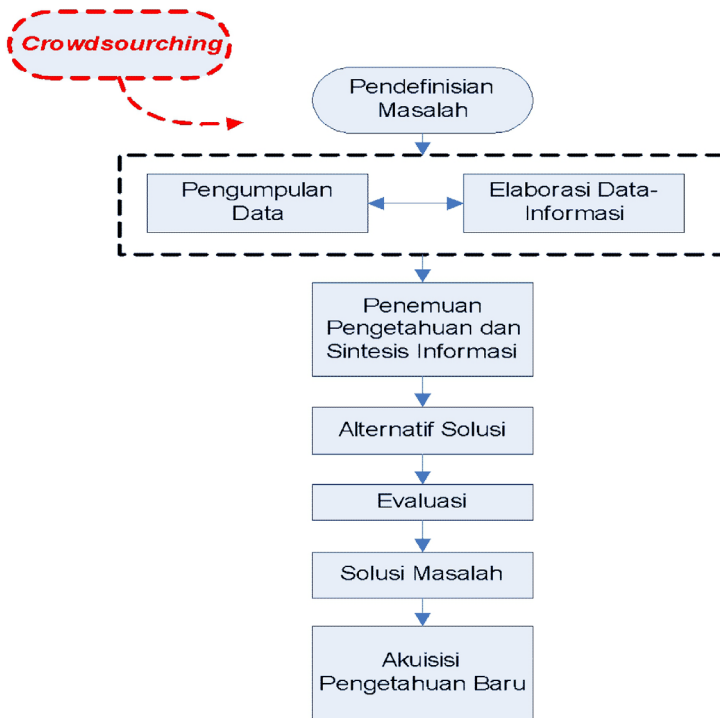 Crowdsourching
Pendefinisian
Masalah
Pengumpulan
Data
Elaborasi Data-
Informasi
Penemuan
Pengetahuan dan
Sintesis Informasi
Alternatif Solusi
Evaluasi
Solusi Masalah
Akuisisi
Pengetahuan Baru